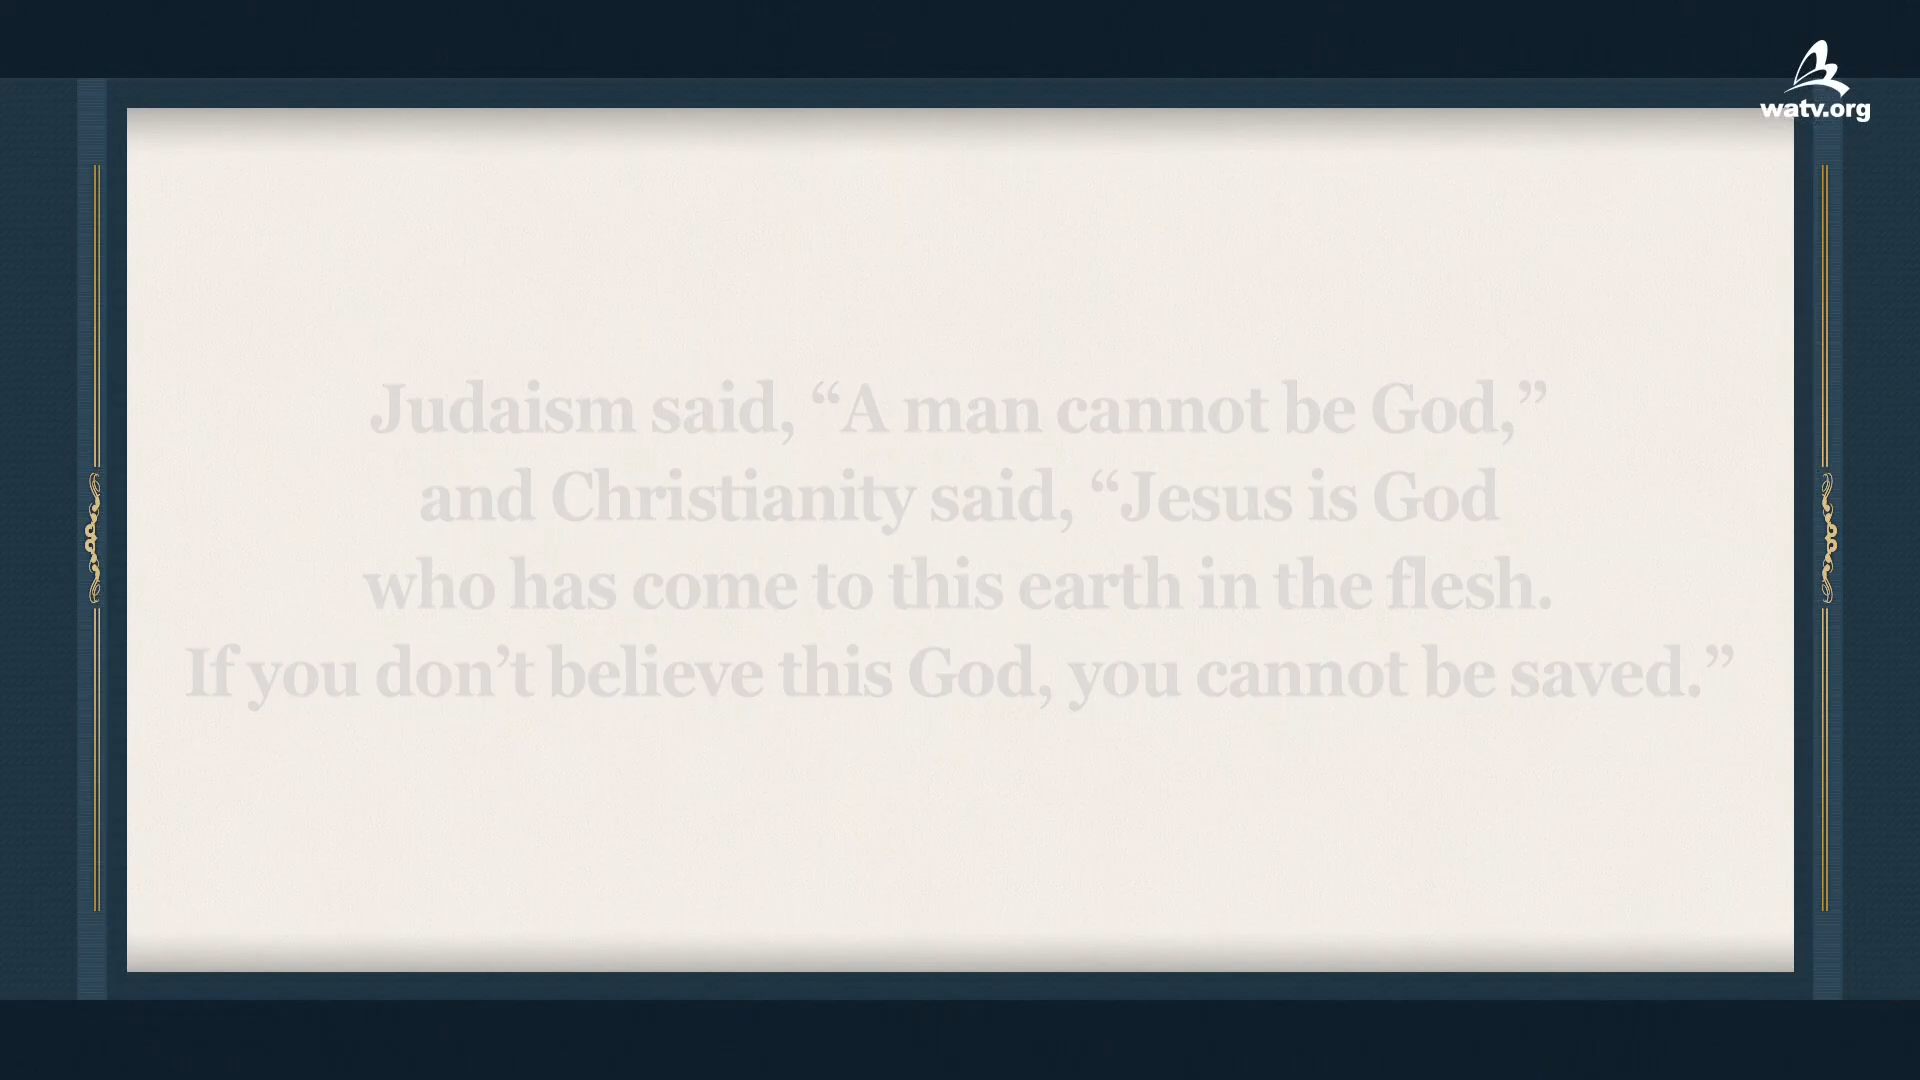 watv.org
Judaism said, “A man cannot be God,”
and Christianity said, “Jesus is God
who has come to this earth in the flesh.
If you don’t believe this God, you cannot be saved.”